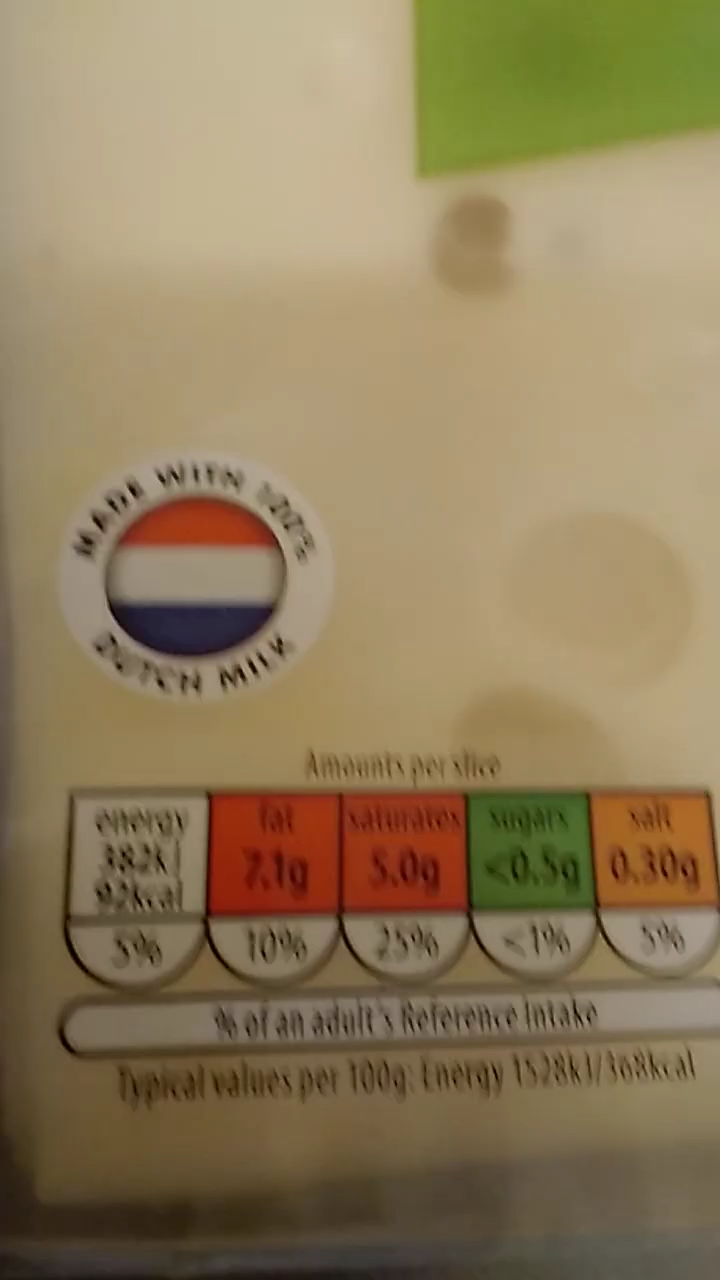 MADE WITH 100%
DUTCH MILK
Amounts per slice
energy fat saturates sugars salt
382kJ 7.1g 5.0g <0.5g 0.30g
92kcal
5% 10% 25% <1% 5%
% of an adult's Reference Intake
Typical values per 100g: Energy 1528kJ/368kcal